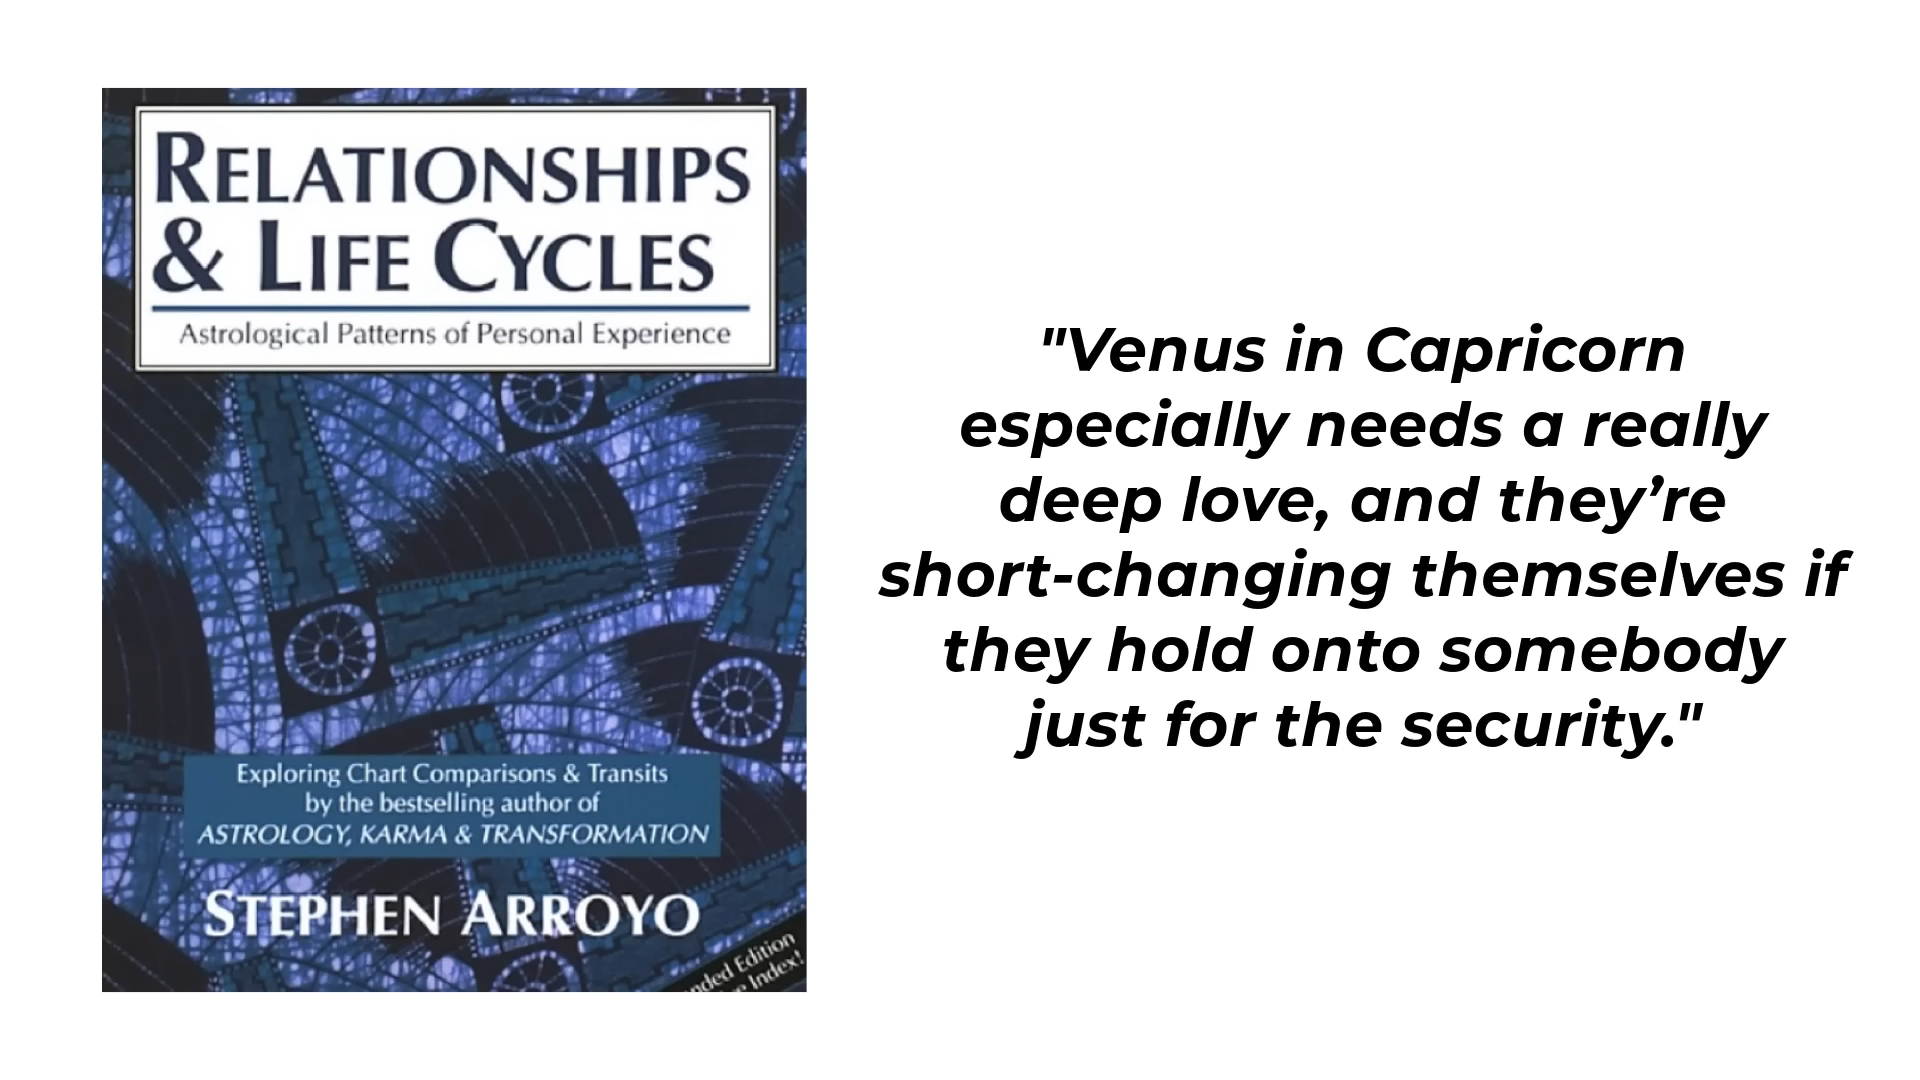 RELATIONSHIPS
& LIFE CYCLES
Astrological Patterns of Personal Experience
Exploring Chart Comparisons & Transits
by the bestselling author of
ASTROLOGY, KARMA & TRANSFORMATION
STEPHEN ARROYO
Edition
Index!
"Venus in Capricorn
especially needs a really
deep love, and they’re
short-changing themselves if
they hold onto somebody
just for the security."